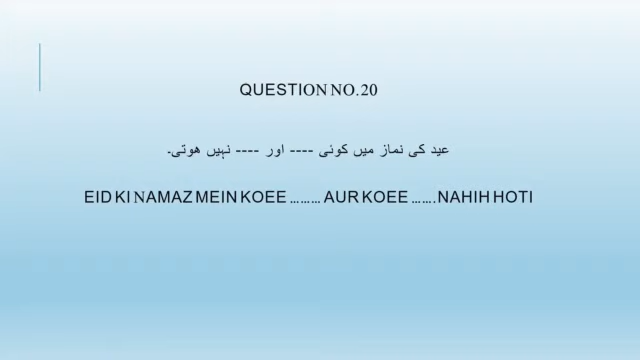 QUESTION NO.20
عید کی نماز میں کوئی ---- اور ---- نہیں ھوتی۔
EID KI NAMAZ MEIN KOEE ……… AUR KOEE …….NAHIH HOTI